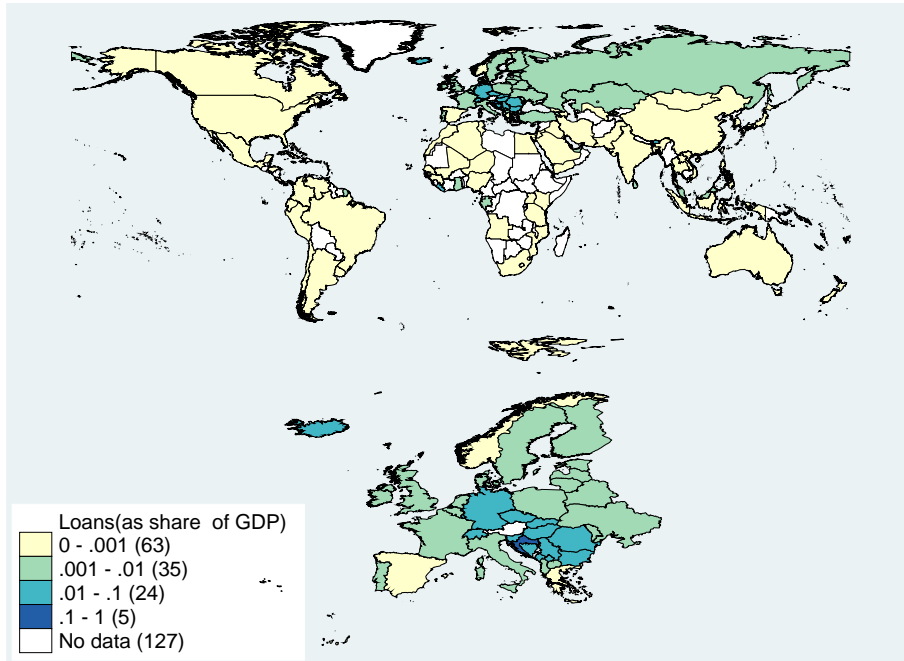 Loans(as share of GDP)
0 - .001 (63)
.001 - .01 (35)
.01 - .1 (24)
.1 - 1 (5)
No data (127)